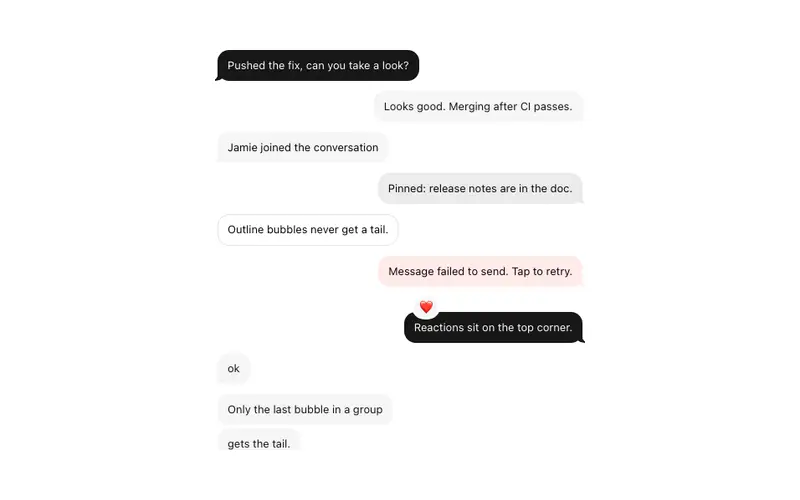 Pushed the fix, can you take a look?
Looks good. Merging after CI passes.
Jamie joined the conversation
Pinned: release notes are in the doc.
Outline bubbles never get a tail.
Message failed to send. Tap to retry.
Reactions sit on the top corner.
ok
Only the last bubble in a group
gets the tail.